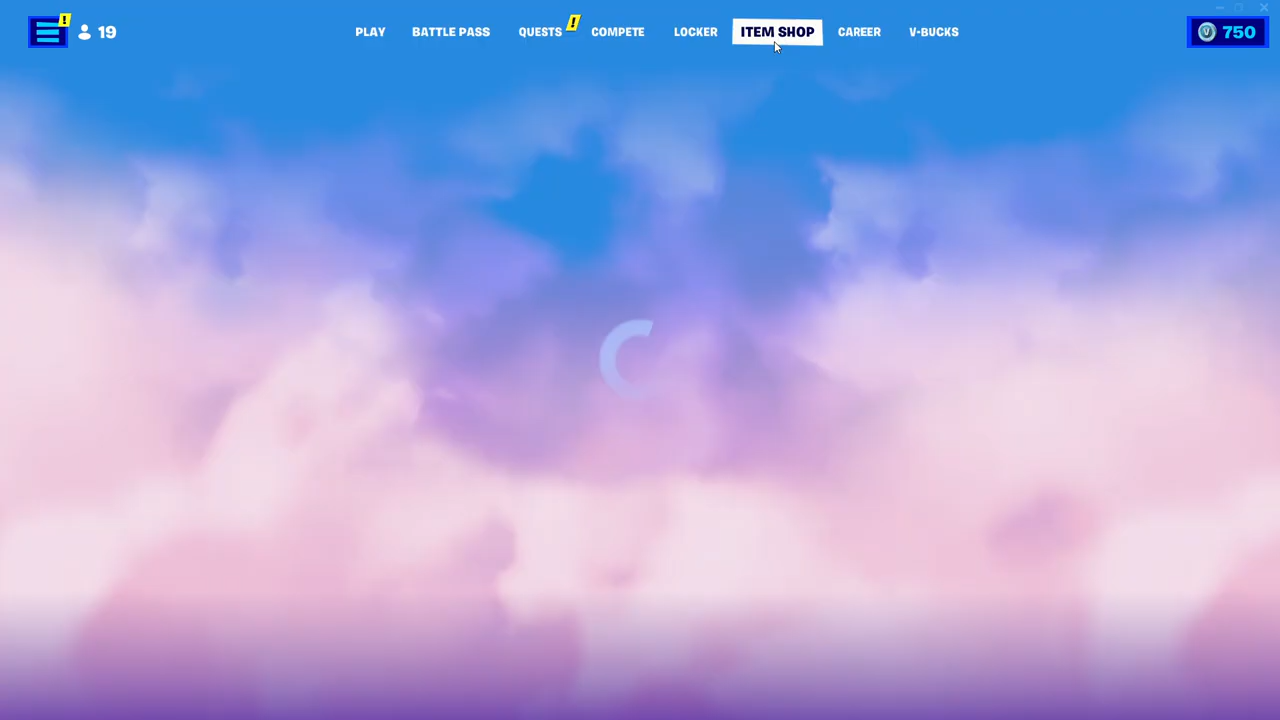 !
19
PLAY
BATTLE PASS
QUESTS
!
COMPETE
LOCKER
ITEM SHOP
CAREER
V-BUCKS
V
750